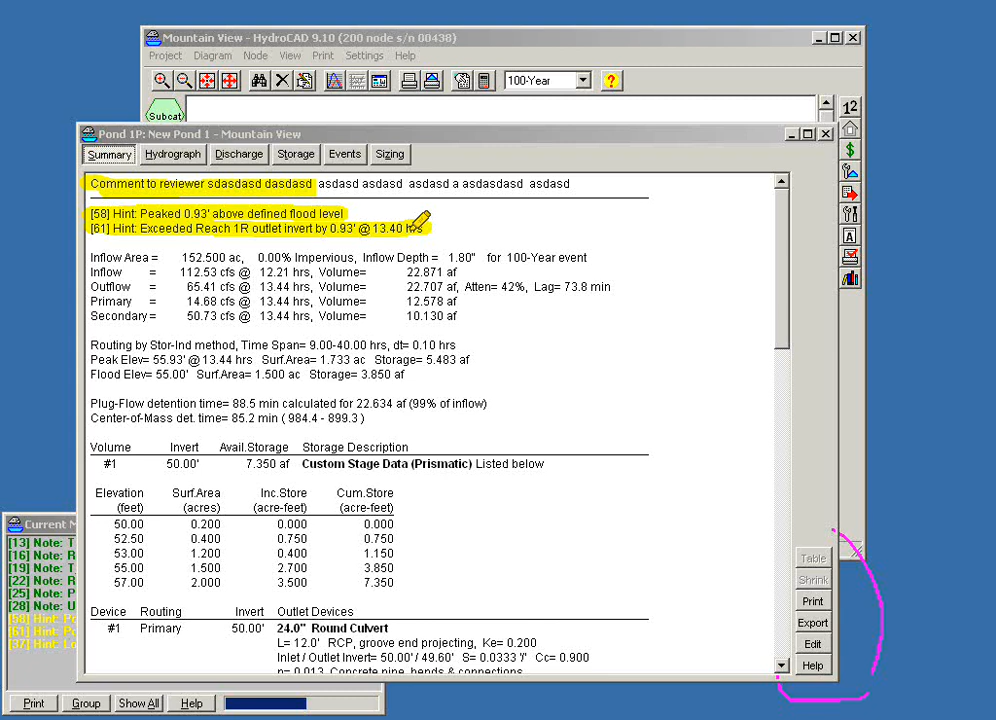 Mountain View - HydroCAD 9.10 (200 node s/n 00438)
Project Diagram Node View Print Settings Help
100-Year
?
Subcat
12
Pond 1P: New Pond 1 - Mountain View
Summary Hydrograph Discharge Storage Events Sizing
Comment to reviewer sdasdasd dasdasd asdasd asdasd asdasd a asdasdasd asdasd
[58] Hint: Peaked 0.93' above defined flood level
[61] Hint: Exceeded Reach 1R outlet invert by 0.93' @ 13.40 hrs
Inflow Area = 152.500 ac, 0.00% Impervious, Inflow Depth = 1.80" for 100-Year event
Inflow = 112.53 cfs @ 12.21 hrs, Volume= 22.871 af
Outflow = 65.41 cfs @ 13.44 hrs, Volume= 22.707 af, Atten= 42%, Lag= 73.8 min
Primary = 14.68 cfs @ 13.44 hrs, Volume= 12.578 af
Secondary = 50.73 cfs @ 13.44 hrs, Volume= 10.130 af
Routing by Stor-Ind method, Time Span= 9.00-40.00 hrs, dt= 0.10 hrs
Peak Elev= 55.93' @ 13.44 hrs Surf.Area= 1.733 ac Storage= 5.483 af
Flood Elev= 55.00' Surf.Area= 1.500 ac Storage= 3.850 af
Plug-Flow detention time= 88.5 min calculated for 22.634 af (99% of inflow)
Center-of-Mass det. time= 85.2 min ( 984.4 - 899.3 )
Volume Invert Avail.Storage Storage Description
#1 50.00' 7.350 af Custom Stage Data (Prismatic) Listed below
Elevation Surf.Area Inc.Store Cum.Store
(feet) (acres) (acre-feet) (acre-feet)
50.00 0.200 0.000 0.000
52.50 0.400 0.750 0.750
53.00 1.200 0.400 1.150
55.00 1.500 2.700 3.850
57.00 2.000 3.500 7.350
Device Routing Invert Outlet Devices
#1 Primary 50.00' 24.0" Round Culvert
L= 12.0' RCP, groove end projecting, Ke= 0.200
Inlet / Outlet Invert= 50.00' / 49.60' S= 0.0333 '/' Cc= 0.900
n= 0.013 Concrete pipe, bends & connections
Table
Shrink
Print
Export
Edit
Help
A
$
Current M
[13] Note: T
[16] Note: R
[19] Note: T
[22] Note: R
[25] Note: P
[28] Note: U
[58] Hint: Pe
[61] Hint: Po
[37] Hint: Lo
Print Group Show All Help